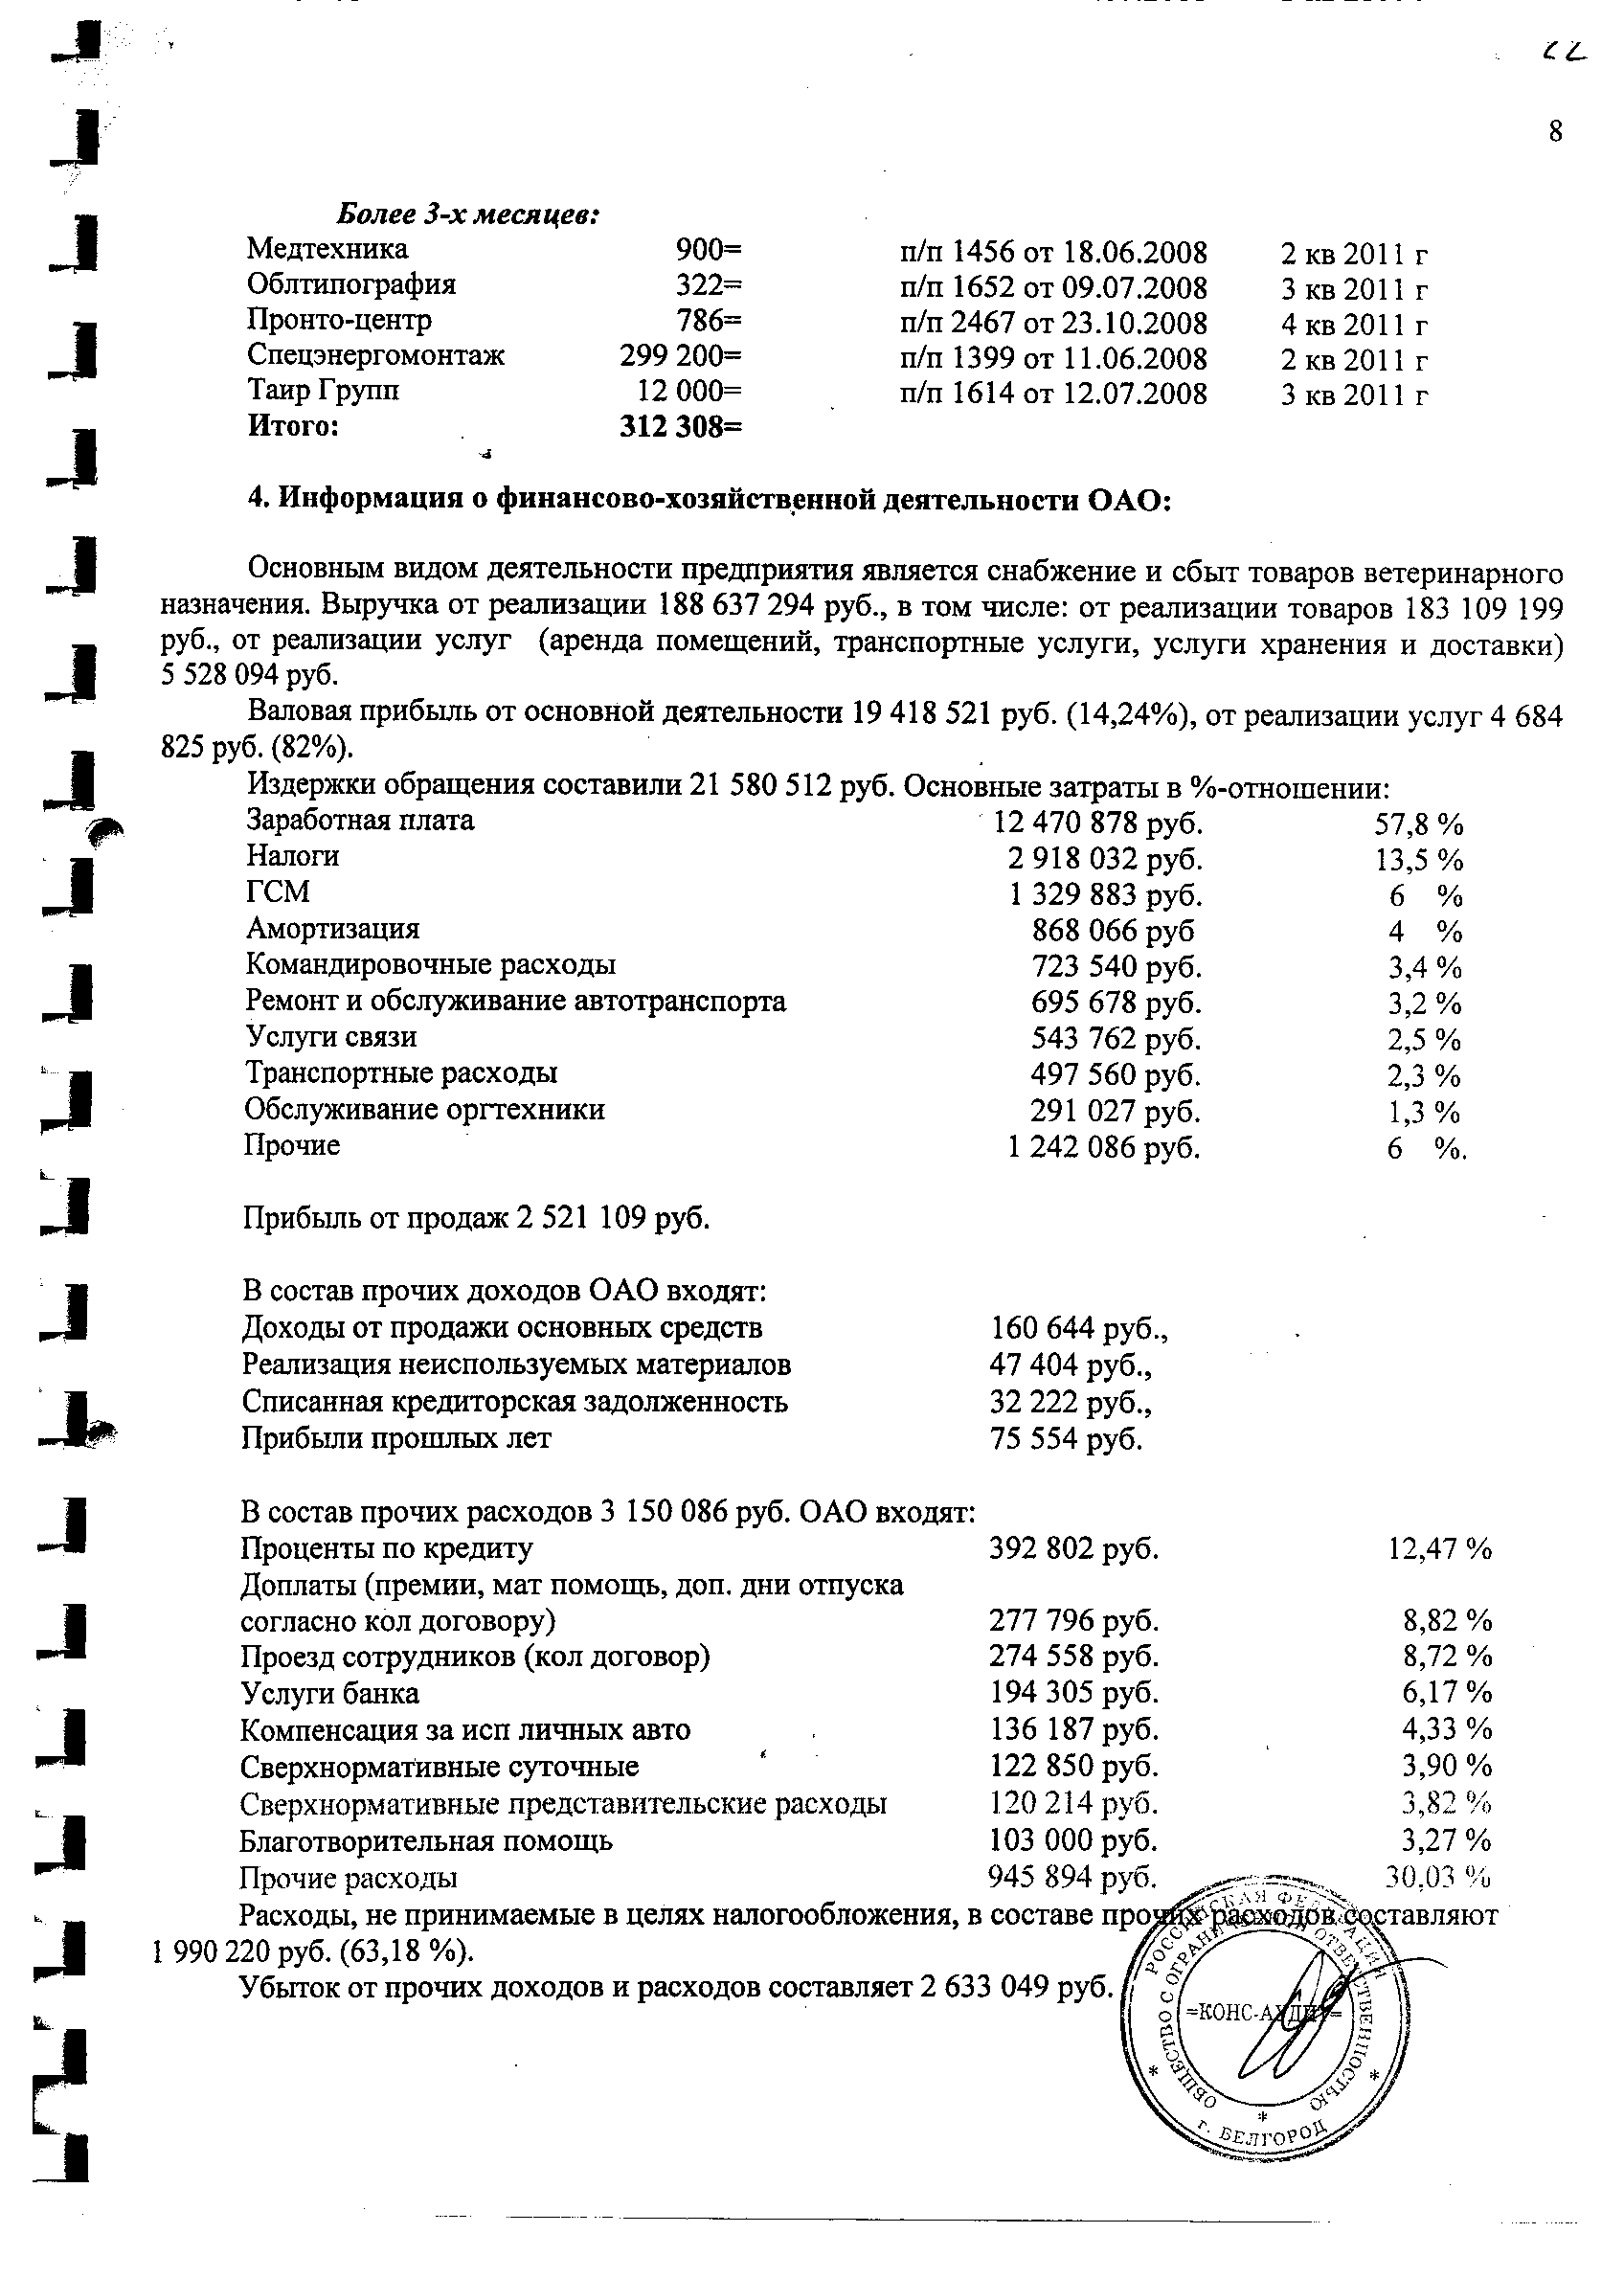 8
Более 3-х месяцев:
Медтехника 900= п/п 1456 от 18.06.2008 2 кв 2011 г
Облтипография 322= п/п 1652 от 09.07.2008 3 кв 2011 г
Пронто-центр 786= п/п 2467 от 23.10.2008 4 кв 2011 г
Спецэнергомонтаж 299 200= п/п 1399 от 11.06.2008 2 кв 2011 г
Таир Групп 12 000= п/п 1614 от 12.07.2008 3 кв 2011 г
Итого: 312 308=
4. Информация о финансово-хозяйственной деятельности ОАО:
Основным видом деятельности предприятия является снабжение и сбыт товаров ветеринарного
назначения. Выручка от реализации 188 637 294 руб., в том числе: от реализации товаров 183 109 199
руб., от реализации услуг (аренда помещений, транспортные услуги, услуги хранения и доставки)
5 528 094 руб.
Валовая прибыль от основной деятельности 19 418 521 руб. (14,24%), от реализации услуг 4 684
825 руб. (82%).
Издержки обращения составили 21 580 512 руб. Основные затраты в %-отношении:
Заработная плата 12 470 878 руб. 57,8 %
Налоги 2 918 032 руб. 13,5 %
ГСМ 1 329 883 руб. 6 %
Амортизация 868 066 руб 4 %
Командировочные расходы 723 540 руб. 3,4 %
Ремонт и обслуживание автотранспорта 695 678 руб. 3,2 %
Услуги связи 543 762 руб. 2,5 %
Транспортные расходы 497 560 руб. 2,3 %
Обслуживание оргтехники 291 027 руб. 1,3 %
Прочие 1 242 086 руб. 6 %.
Прибыль от продаж 2 521 109 руб.
В состав прочих доходов ОАО входят:
Доходы от продажи основных средств 160 644 руб.,
Реализация неиспользуемых материалов 47 404 руб.,
Списанная кредиторская задолженность 32 222 руб.,
Прибыли прошлых лет 75 554 руб.
В состав прочих расходов 3 150 086 руб. ОАО входят:
Проценты по кредиту 392 802 руб. 12,47 %
Доплаты (премии, мат помощь, доп. дни отпуска
согласно кол договору) 277 796 руб. 8,82 %
Проезд сотрудников (кол договор) 274 558 руб. 8,72 %
Услуги банка 194 305 руб. 6,17 %
Компенсация за исп личных авто 136 187 руб. 4,33 %
Сверхнормативные суточные 122 850 руб. 3,90 %
Сверхнормативные представительские расходы 120 214 руб. 3,82 %
Благотворительная помощь 103 000 руб. 3,27 %
Прочие расходы 945 894 руб. 30,03 %
Расходы, не принимаемые в целях налогообложения, в составе прочих расходов составляют
1 990 220 руб. (63,18 %).
Убыток от прочих доходов и расходов составляет 2 633 049 руб.
РОССИЙСКАЯ ФЕДЕРАЦИЯ
ОБЩЕСТВО С ОГРАНИЧЕННОЙ ОТВЕТСТВЕННОСТЬЮ
=КОНС-АУДИТ=
г. БЕЛГОРОД